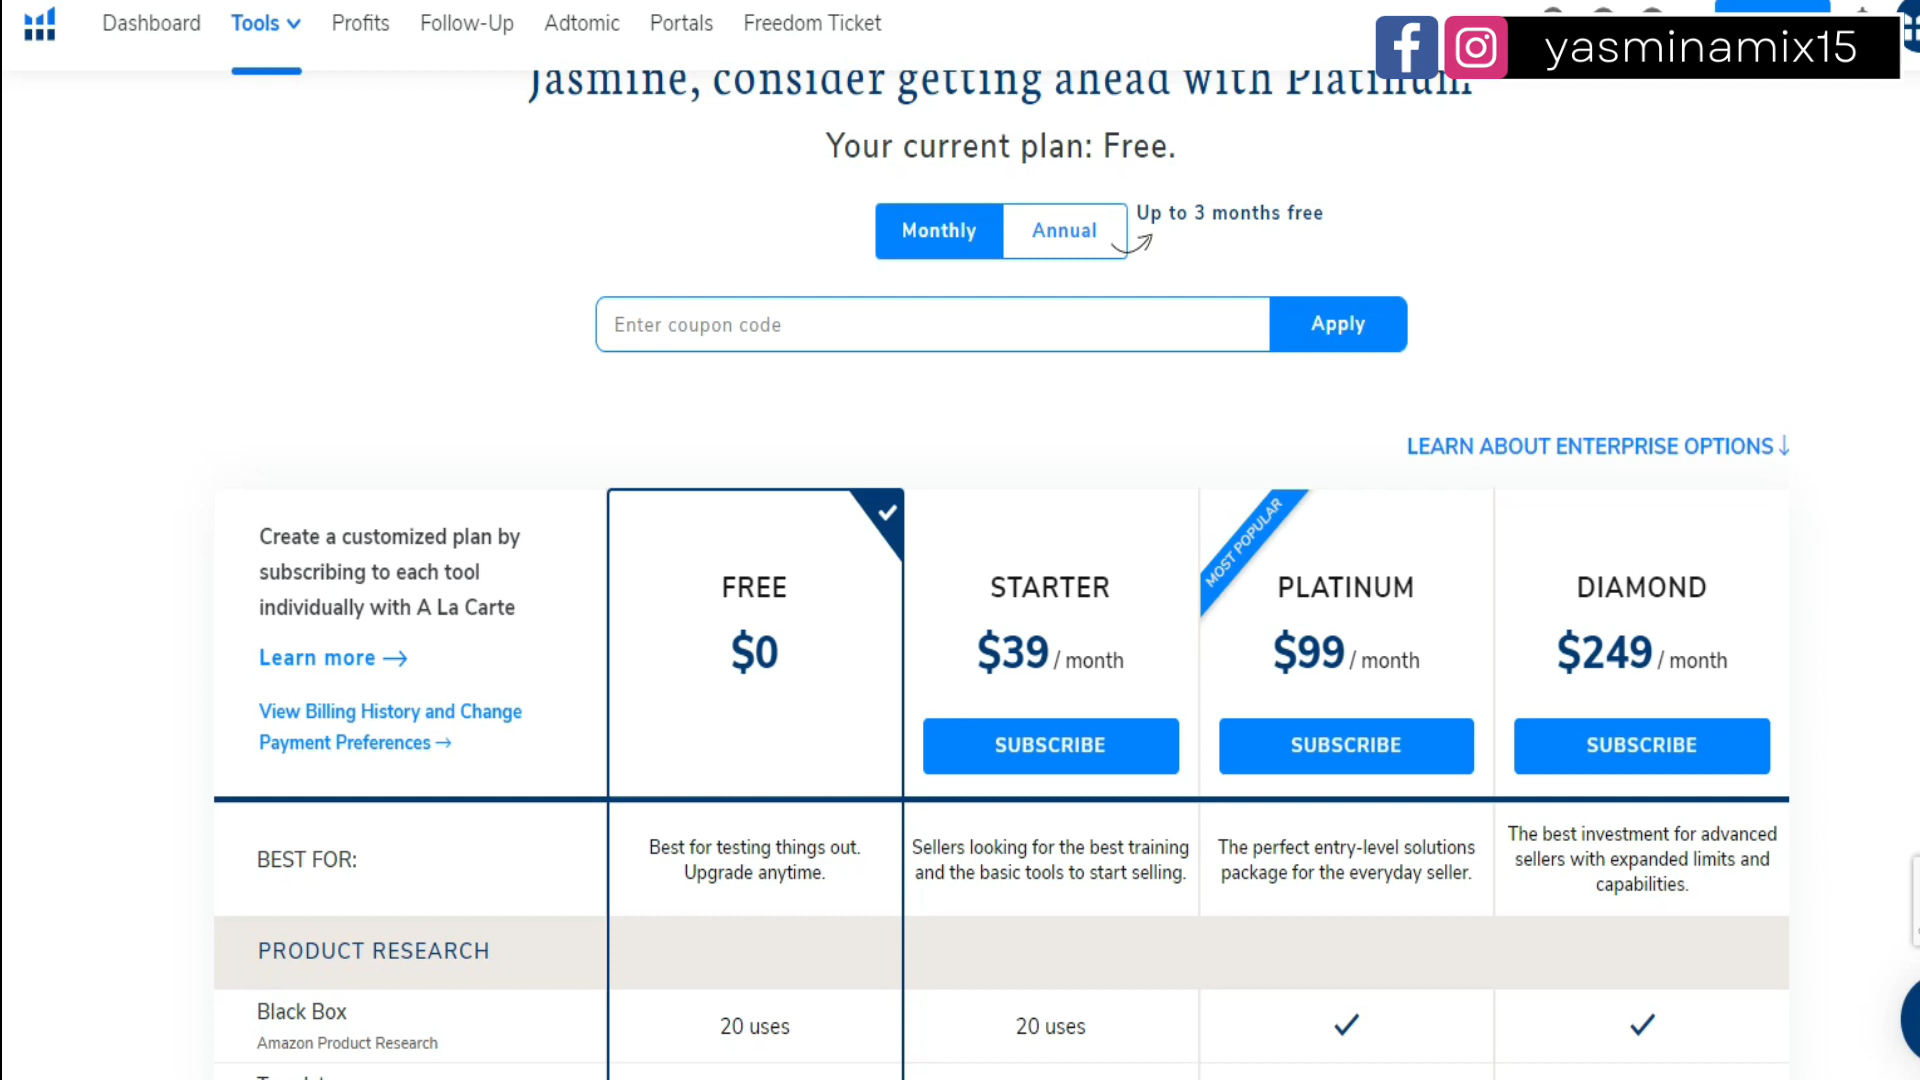 Dashboard Tools Profits Follow-Up Adtomic Portals Freedom Ticket
yasminamix15
Jasmine, consider getting ahead with Platinum
Your current plan: Free.
Monthly Annual
Up to 3 months free
Enter coupon code Apply
LEARN ABOUT ENTERPRISE OPTIONS ↓
Create a customized plan by
subscribing to each tool
individually with A La Carte
Learn more →
View Billing History and Change
Payment Preferences →
FREE
$0
STARTER
$39 / month
SUBSCRIBE
MOST POPULAR
PLATINUM
$99 / month
SUBSCRIBE
DIAMOND
$249 / month
SUBSCRIBE
BEST FOR:
Best for testing things out.
Upgrade anytime.
Sellers looking for the best training
and the basic tools to start selling.
The perfect entry-level solutions
package for the everyday seller.
The best investment for advanced
sellers with expanded limits and
capabilities.
PRODUCT RESEARCH
Black Box
Amazon Product Research
20 uses
20 uses